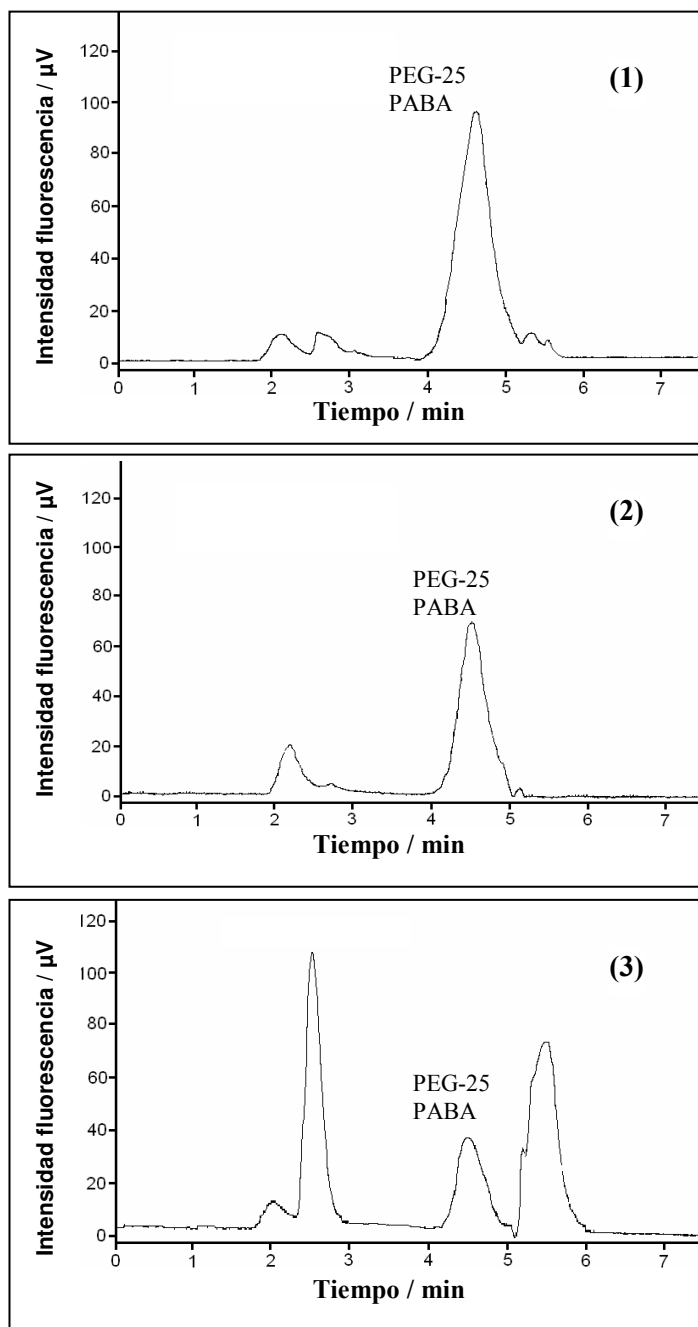 120
100
80
60
40
20
0
Intensidad fluorescencia / µV
PEG-25
PABA
(1)
0 1 2 3 4 5 6 7
Tiempo / min
120
100
80
60
40
20
0
Intensidad fluorescencia / µV
PEG-25
PABA
(2)
0 1 2 3 4 5 6 7
Tiempo / min
120
100
80
60
40
20
0
Intensidad fluorescencia / µV
PEG-25
PABA
(3)
0 1 2 3 4 5 6 7
Tiempo / min